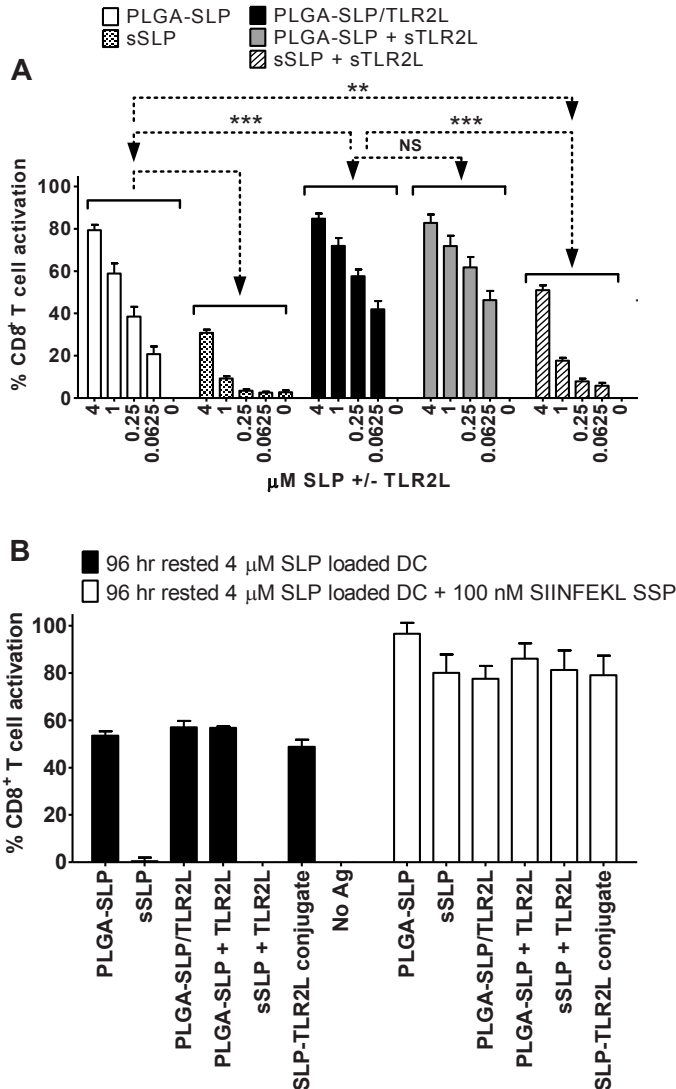 PLGA-SLP
PLGA-SLP/TLR2L
sSLP
PLGA-SLP + sTLR2L
sSLP + sTLR2L
A
**
***
***
NS
% CD8+ T cell activation
100
80
60
40
20
0
4 1 0.25 0.0625 0 4 1 0.25 0.0625 0 4 1 0.25 0.0625 0 4 1 0.25 0.0625 0 4 1 0.25 0.0625 0
µM SLP +/- TLR2L
B
96 hr rested 4 µM SLP loaded DC
96 hr rested 4 µM SLP loaded DC + 100 nM SIINFEKL SSP
% CD8+ T cell activation
100
80
60
40
20
0
PLGA-SLP
sSLP
PLGA-SLP/TLR2L
PLGA-SLP + TLR2L
sSLP + TLR2L
SLP-TLR2L conjugate
No Ag
PLGA-SLP
sSLP
PLGA-SLP/TLR2L
PLGA-SLP + TLR2L
sSLP + TLR2L
SLP-TLR2L conjugate